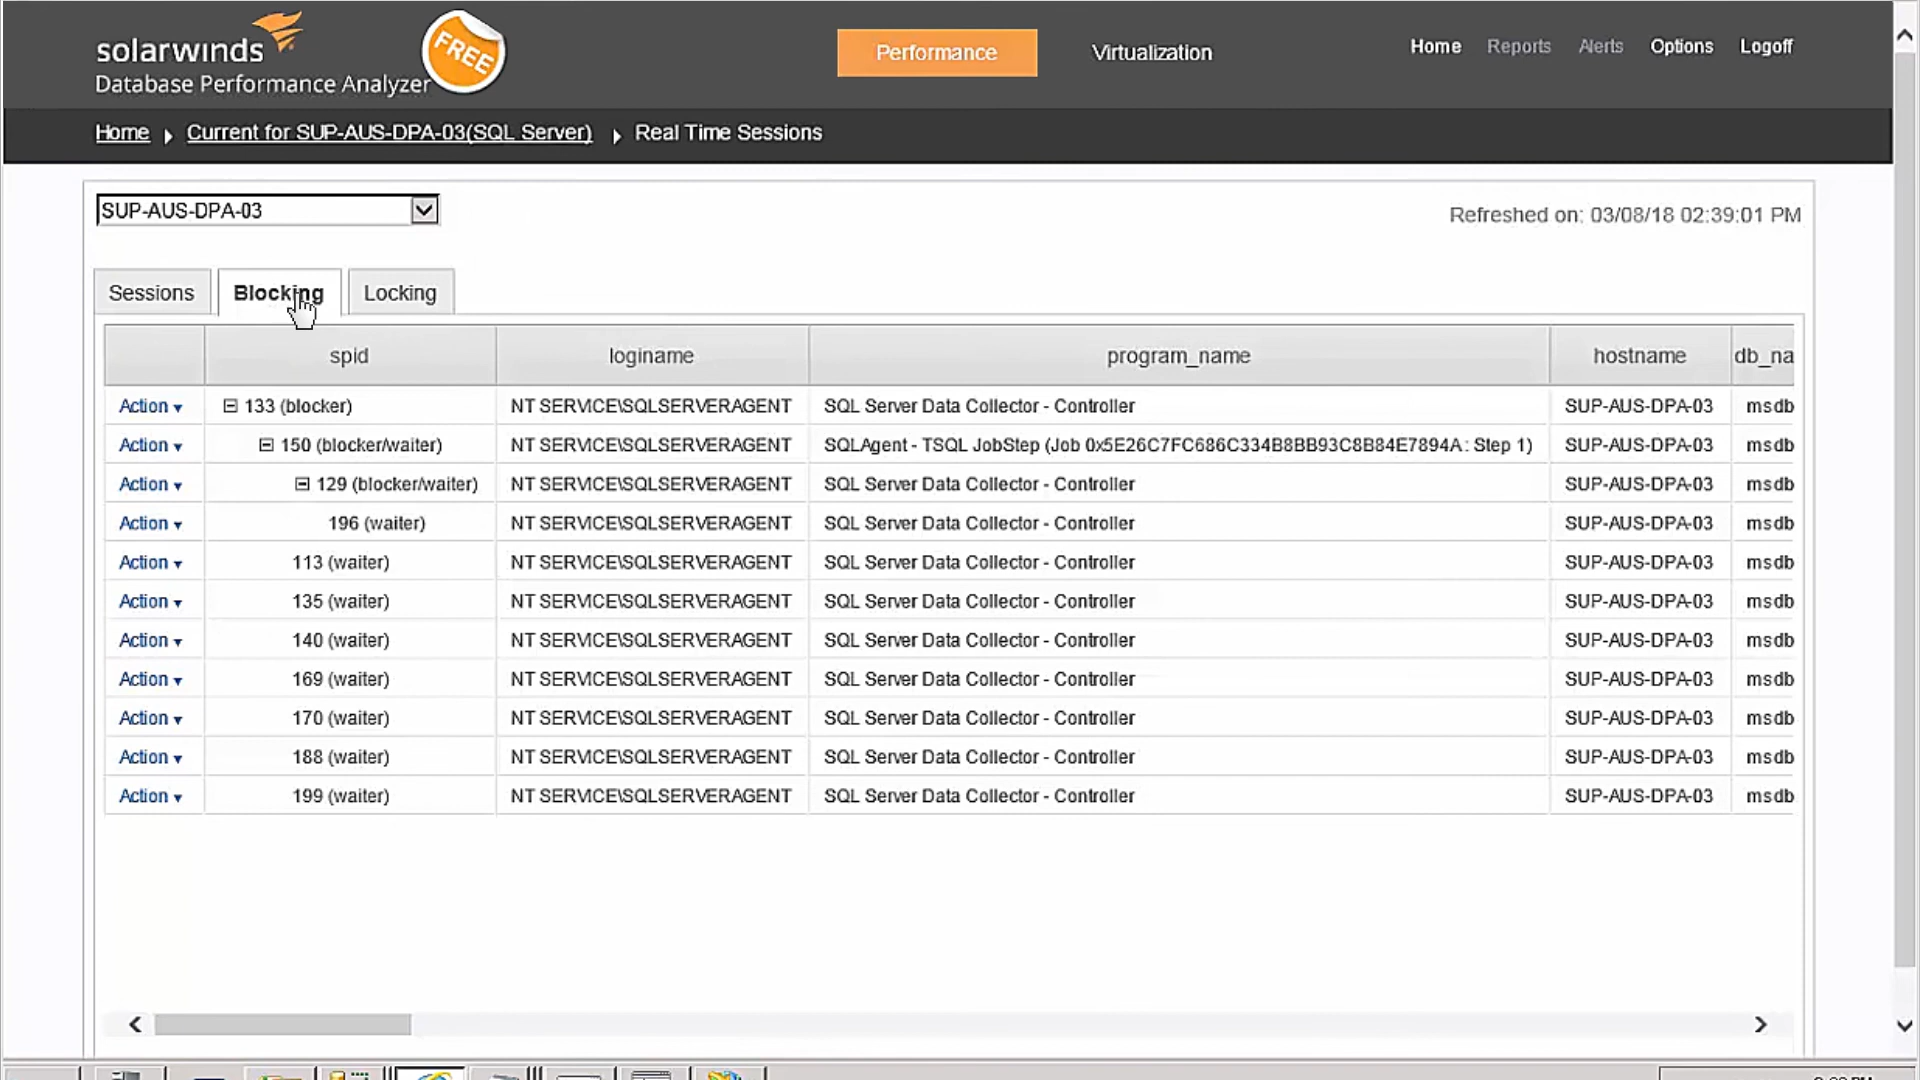 solarwinds
Database Performance Analyzer
FREE
Performance
Virtualization
Home Reports Alerts Options Logoff
Home Current for SUP-AUS-DPA-03(SQL Server) Real Time Sessions
SUP-AUS-DPA-03
Refreshed on: 03/08/18 02:39:01 PM
Sessions Blocking Locking
spid loginame program_name hostname db_na
Action 133 (blocker) NT SERVICE\SQLSERVERAGENT SQL Server Data Collector - Controller SUP-AUS-DPA-03 msdb
Action 150 (blocker/waiter) NT SERVICE\SQLSERVERAGENT SQLAgent - TSQL JobStep (Job 0x5E26C7FC686C334B8BB93C8B84E7894A : Step 1) SUP-AUS-DPA-03 msdb
Action 129 (blocker/waiter) NT SERVICE\SQLSERVERAGENT SQL Server Data Collector - Controller SUP-AUS-DPA-03 msdb
Action 196 (waiter) NT SERVICE\SQLSERVERAGENT SQL Server Data Collector - Controller SUP-AUS-DPA-03 msdb
Action 113 (waiter) NT SERVICE\SQLSERVERAGENT SQL Server Data Collector - Controller SUP-AUS-DPA-03 msdb
Action 135 (waiter) NT SERVICE\SQLSERVERAGENT SQL Server Data Collector - Controller SUP-AUS-DPA-03 msdb
Action 140 (waiter) NT SERVICE\SQLSERVERAGENT SQL Server Data Collector - Controller SUP-AUS-DPA-03 msdb
Action 169 (waiter) NT SERVICE\SQLSERVERAGENT SQL Server Data Collector - Controller SUP-AUS-DPA-03 msdb
Action 170 (waiter) NT SERVICE\SQLSERVERAGENT SQL Server Data Collector - Controller SUP-AUS-DPA-03 msdb
Action 188 (waiter) NT SERVICE\SQLSERVERAGENT SQL Server Data Collector - Controller SUP-AUS-DPA-03 msdb
Action 199 (waiter) NT SERVICE\SQLSERVERAGENT SQL Server Data Collector - Controller SUP-AUS-DPA-03 msdb